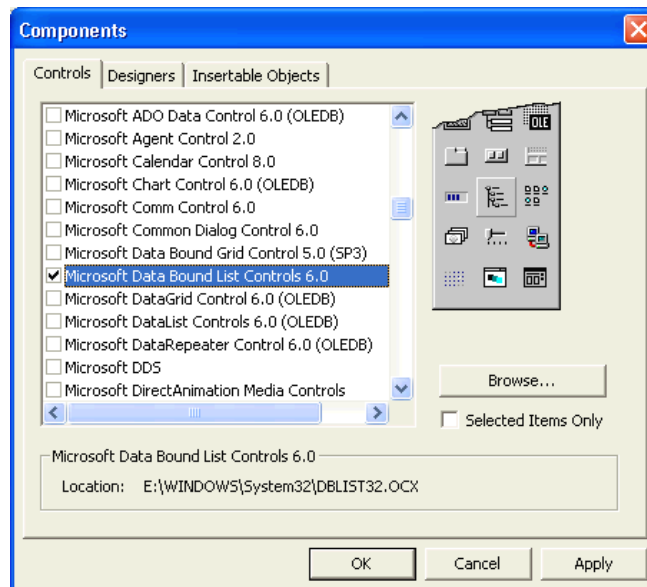 Components
Controls Designers Insertable Objects
Microsoft ADO Data Control 6.0 (OLEDB)
Microsoft Agent Control 2.0
Microsoft Calendar Control 8.0
Microsoft Chart Control 6.0 (OLEDB)
Microsoft Comm Control 6.0
Microsoft Common Dialog Control 6.0
Microsoft Data Bound Grid Control 5.0 (SP3)
Microsoft Data Bound List Controls 6.0
Microsoft DataGrid Control 6.0 (OLEDB)
Microsoft DataList Controls 6.0 (OLEDB)
Microsoft DataRepeater Control 6.0 (OLEDB)
Microsoft DDS
Microsoft DirectAnimation Media Controls
OLE
Browse...
Selected Items Only
Microsoft Data Bound List Controls 6.0
Location: E:\WINDOWS\System32\DBLIST32.OCX
OK Cancel Apply